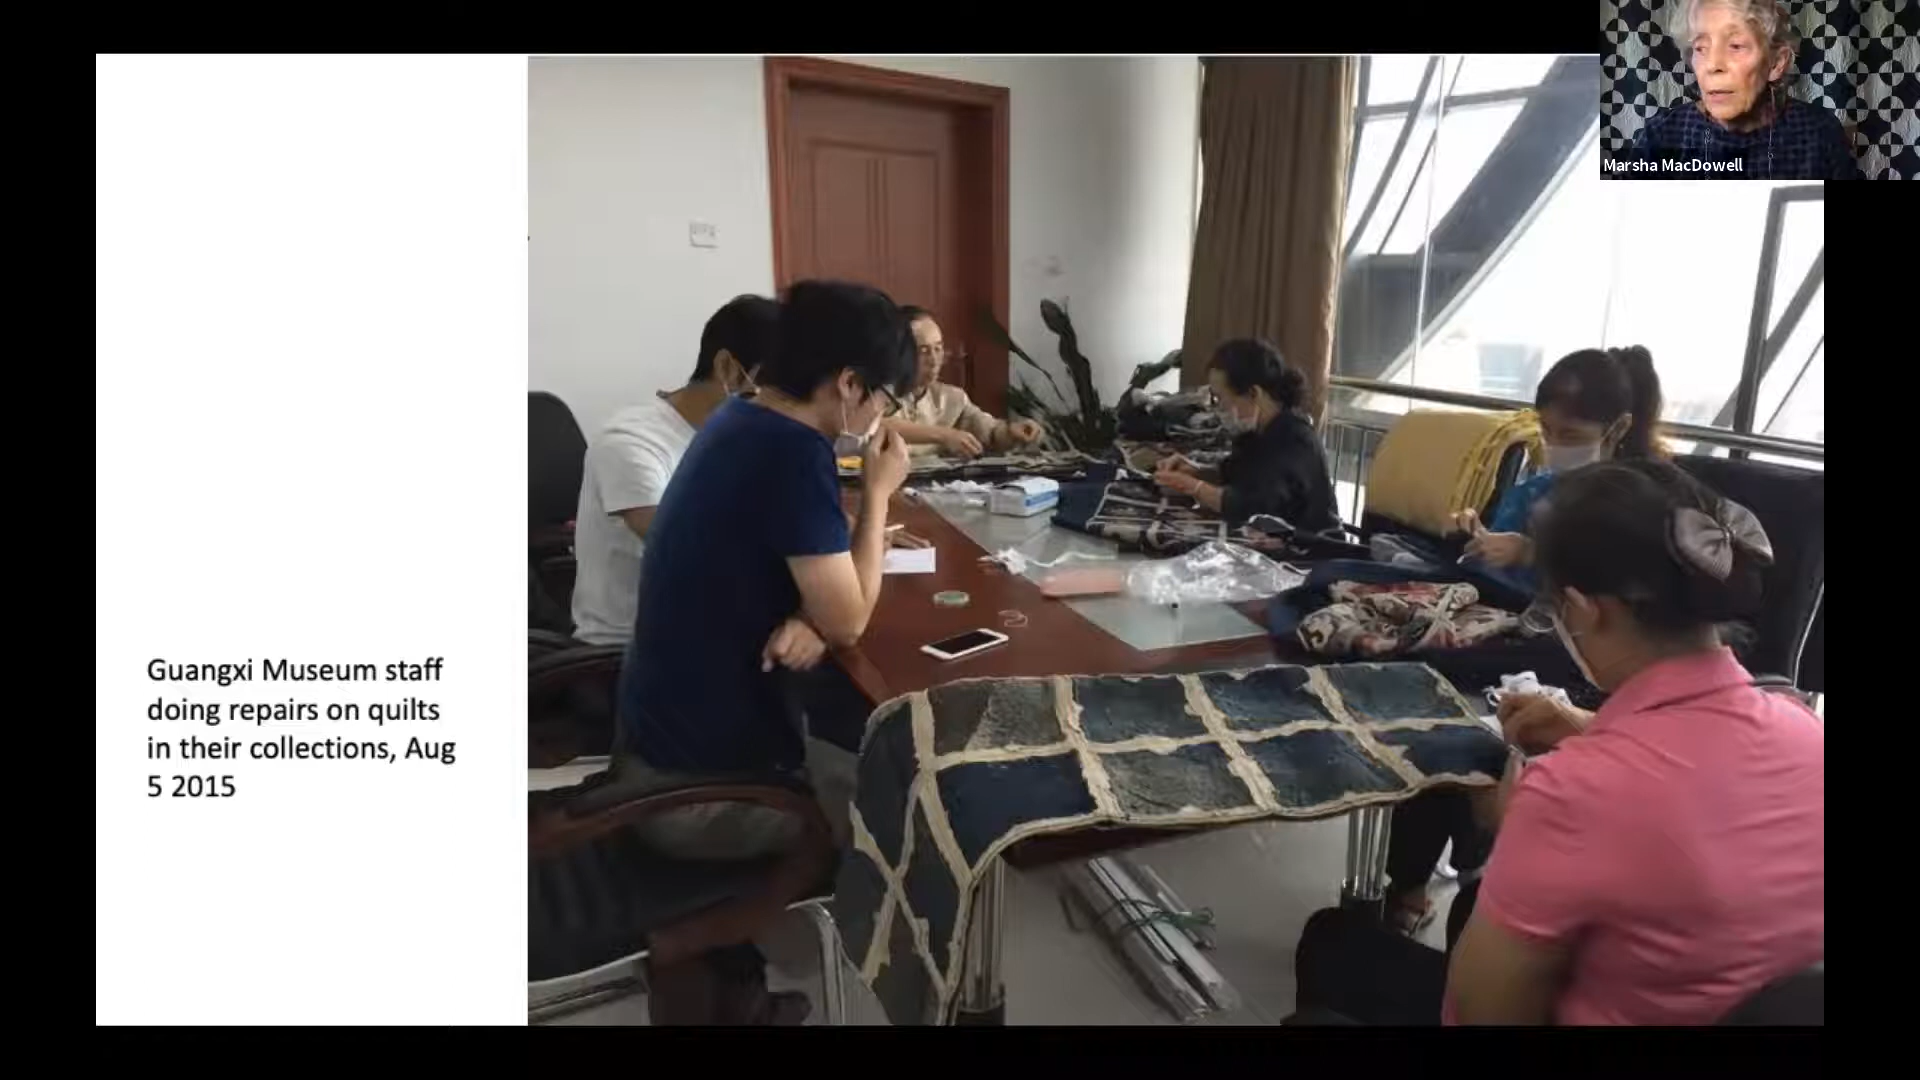 Marsha MacDowell
Guangxi Museum staff
doing repairs on quilts
in their collections, Aug
5 2015